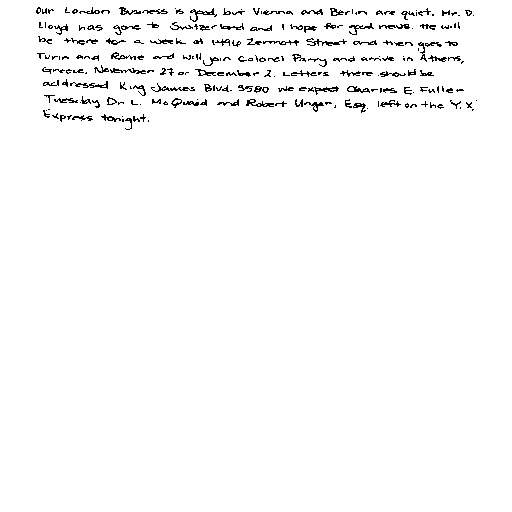 Our London Business is good, but Vienna and Berlin are quiet. Mr. D.
Lloyd has gone to Switzerland and I hope for good news. He will
be there for a week at 1496 Zermott Street and then goes to
Turin and Rome and will join Colonel Parry and arrive in Athens,
Greece, November 27 or December 2. Letters there should be
addressed King James Blvd. 3580 We expect Charles E. Fuller
Tuesday Dr. L. McQuaid and Robert Unger, Esq. left on the Y.X.
Express tonight.